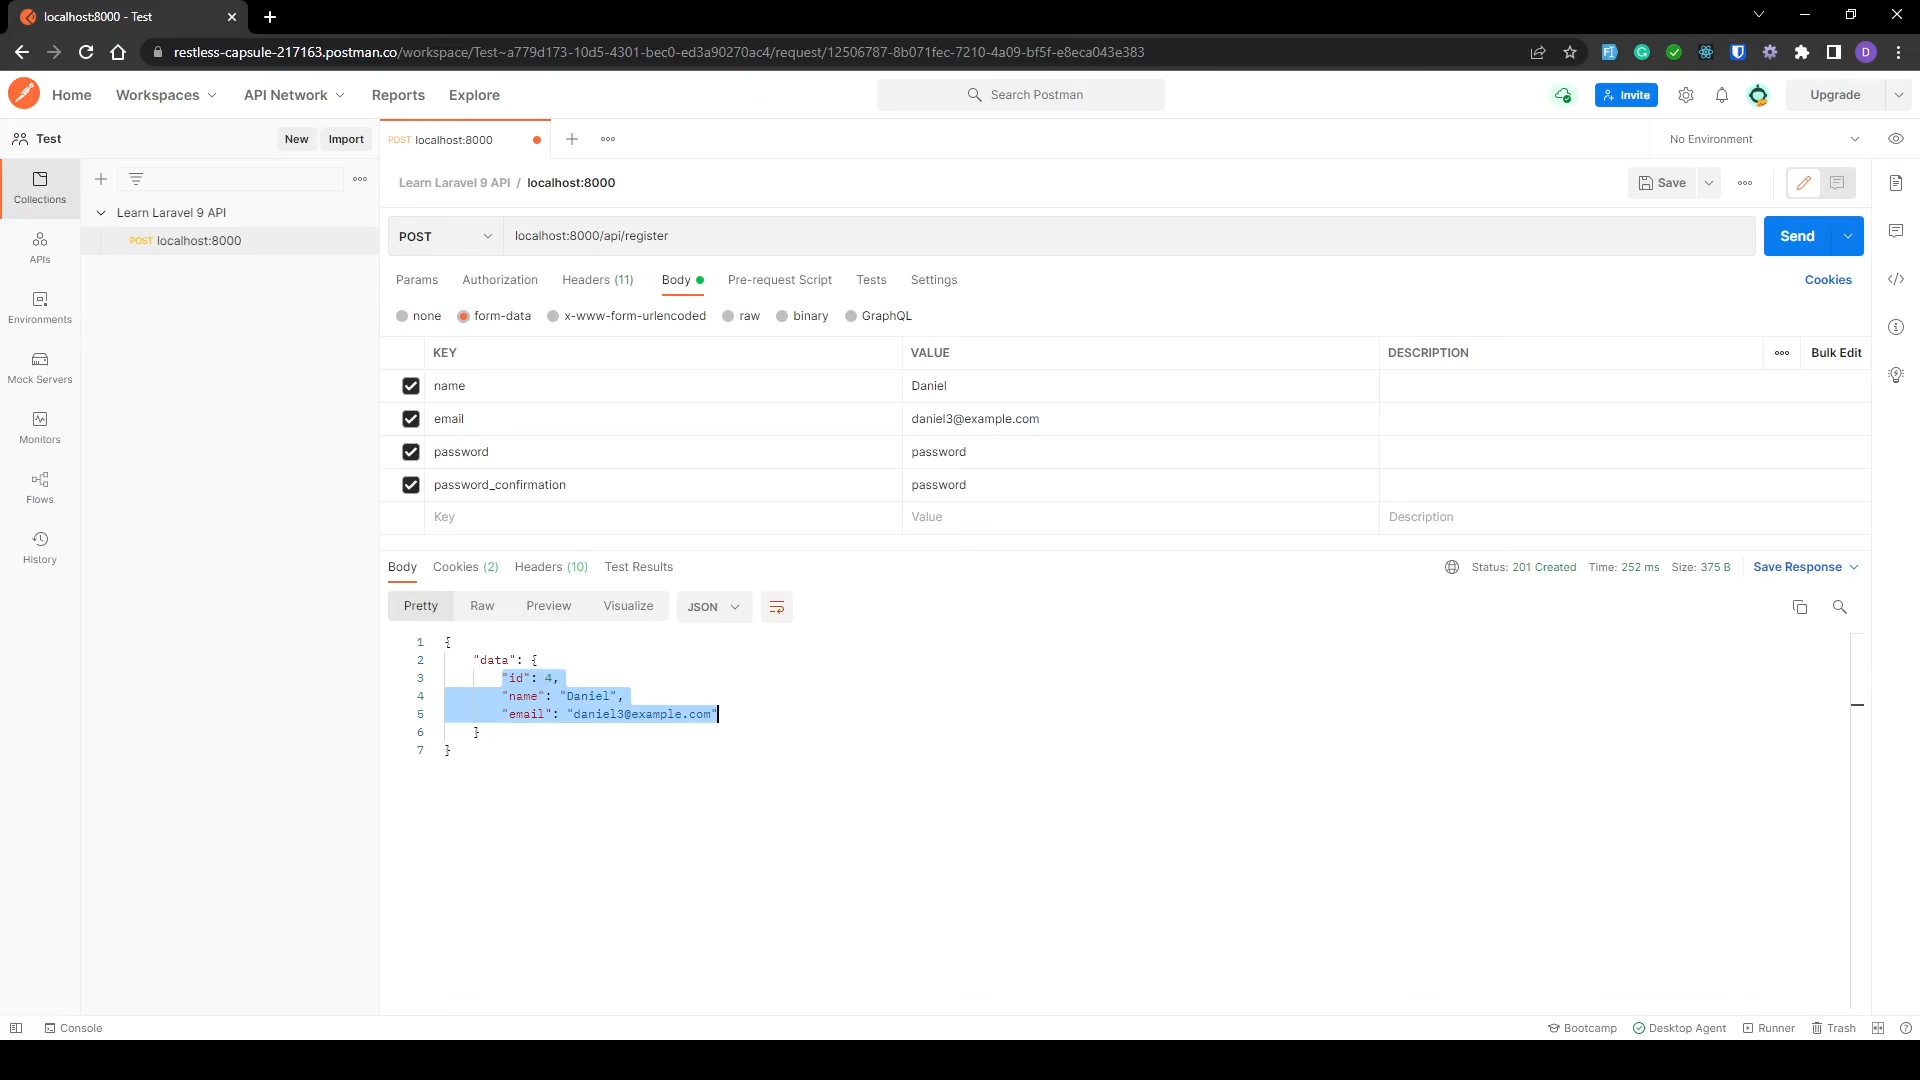 localhost:8000 - Test
restless-capsule-217163.postman.co/workspace/Test~a779d173-10d5-4301-bec0-ed3a90270ac4/request/12506787-8b071fec-7210-4a09-bf5f-e8eca043e383
D
Home Workspaces API Network Reports Explore Search Postman Invite Upgrade
Test New Import POST localhost:8000 No Environment
Learn Laravel 9 API / localhost:8000 Save
Collections
Learn Laravel 9 API
POST localhost:8000
POST localhost:8000/api/register Send
APIs
Params Authorization Headers (11) Body Pre-request Script Tests Settings Cookies
Environments
none form-data x-www-form-urlencoded raw binary GraphQL
KEY VALUE DESCRIPTION Bulk Edit
Mock Servers
name Daniel
email daniel3@example.com
Monitors
password password
password_confirmation password
Flows
Key Value Description
History
Body Cookies (2) Headers (10) Test Results Status: 201 Created Time: 252 ms Size: 375 B Save Response
Pretty Raw Preview Visualize JSON
1 {
2 "data": {
3 "id": 4,
4 "name": "Daniel",
5 "email": "daniel3@example.com"
6 }
7 }
Console Bootcamp Desktop Agent Runner Trash